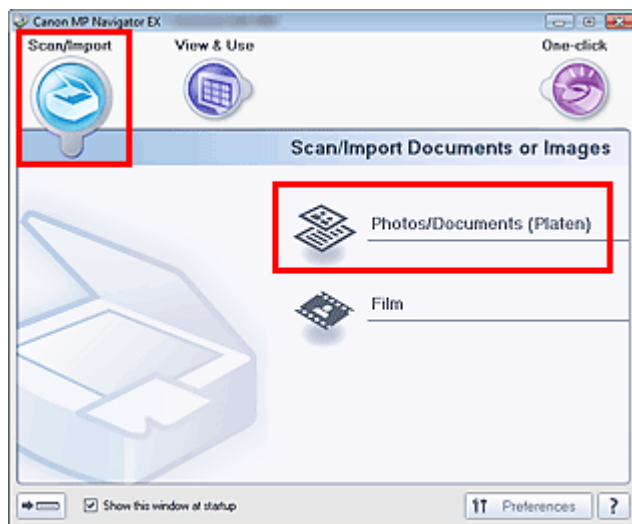 Canon MP Navigator EX
Scan/Import
View & Use
One-click
Scan/Import Documents or Images
Photos/Documents (Platen)
Film
Show this window at startup
Preferences
?